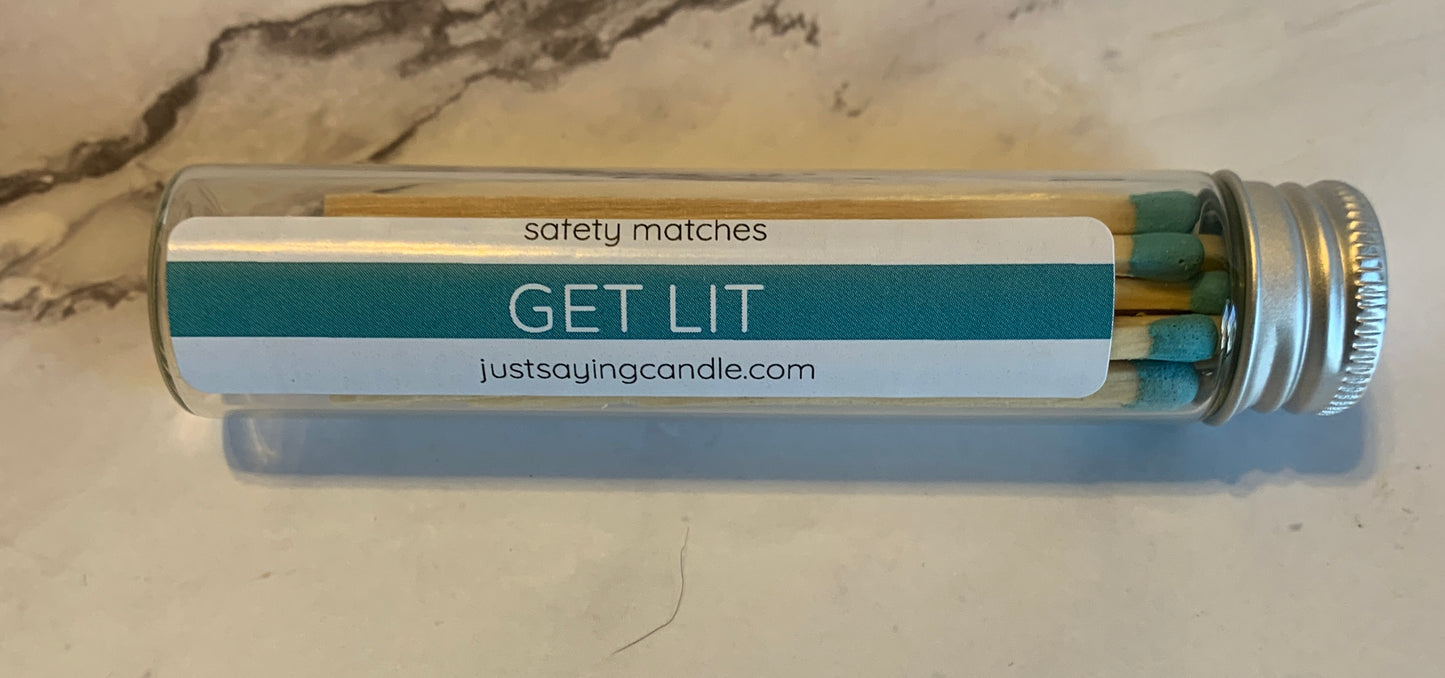 safety matches
GET LIT
justsayingcandle.com